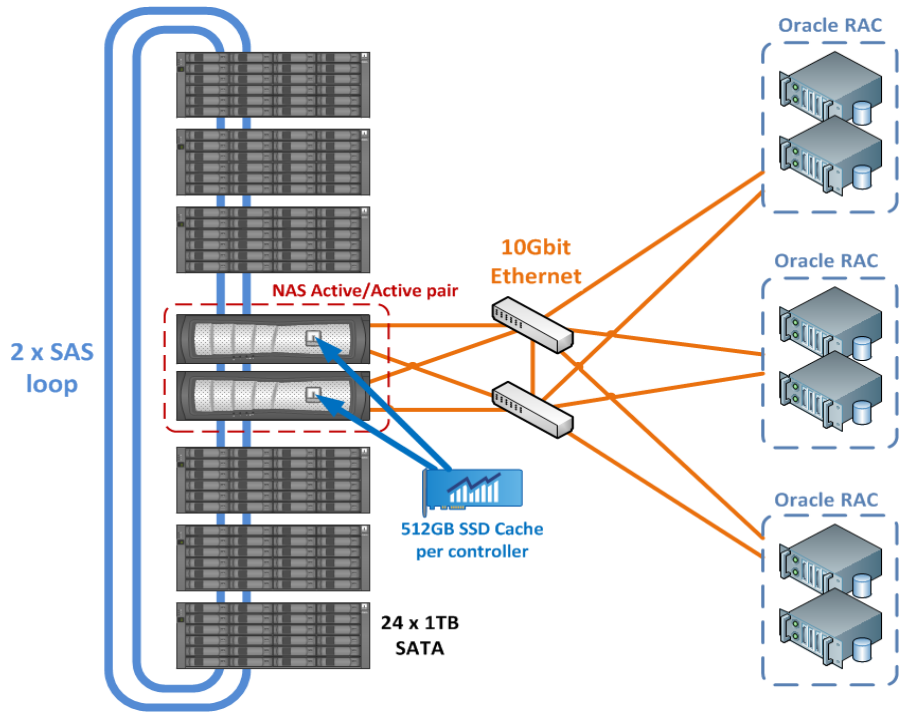 Oracle RAC
10Gbit
Ethernet
Oracle RAC
NAS Active/Active pair
2 x SAS
loop
Oracle RAC
512GB SSD Cache
per controller
24 x 1TB
SATA